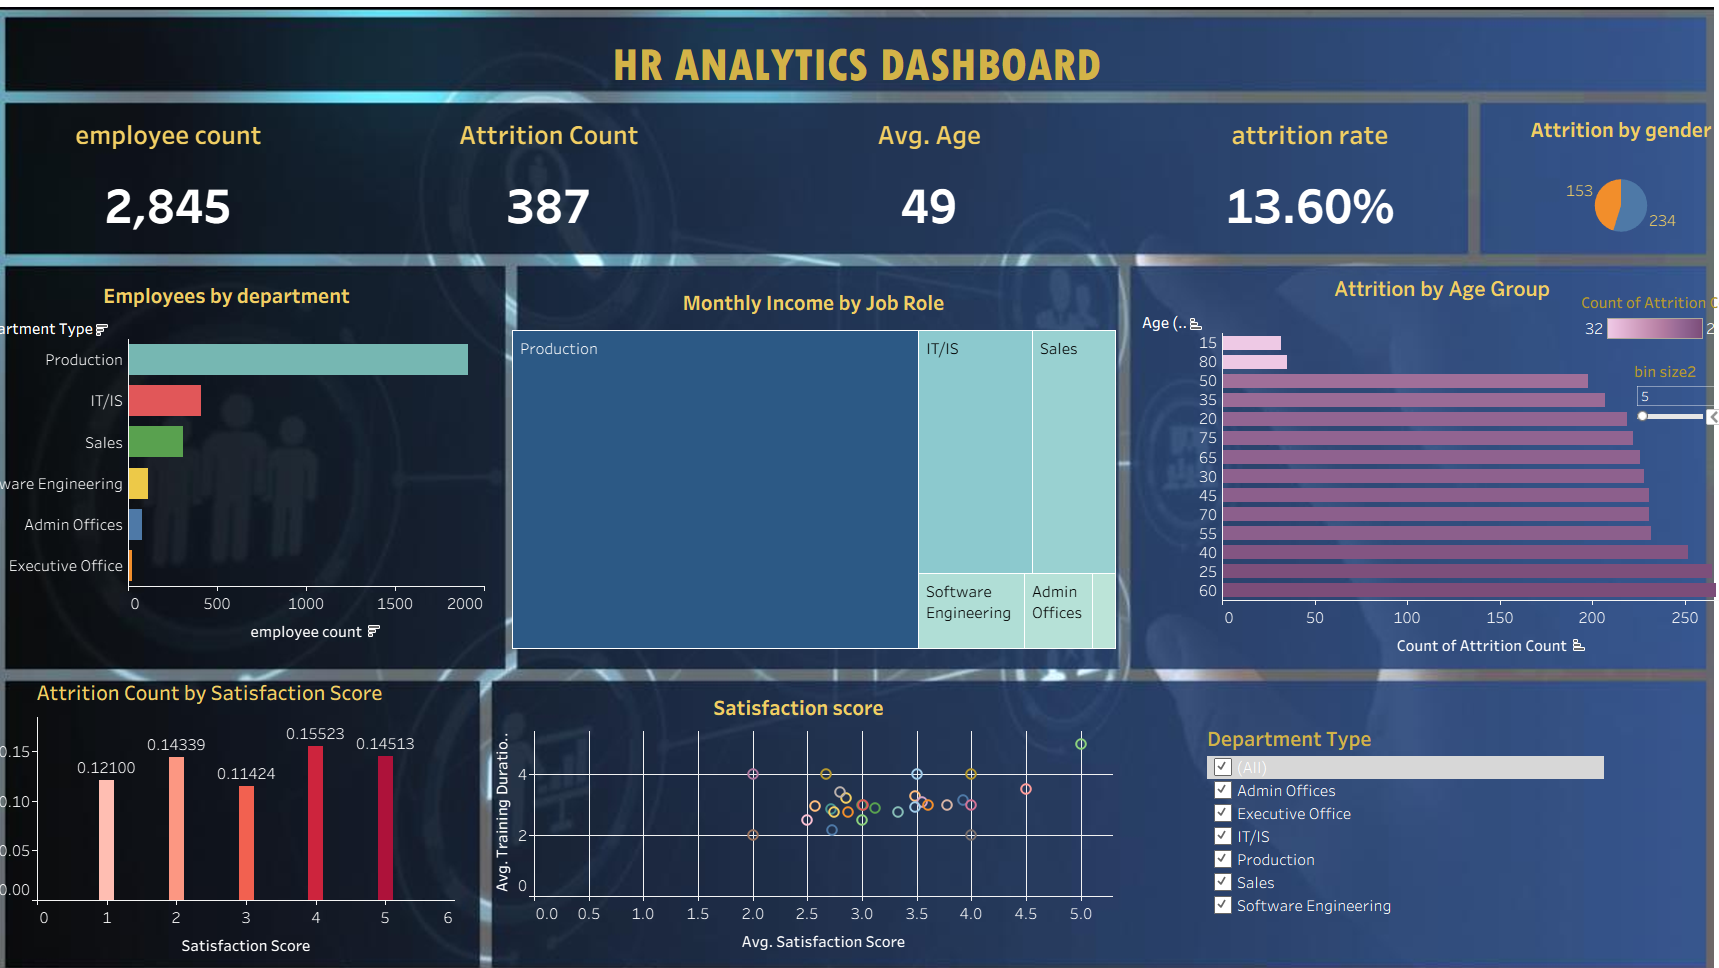 HR ANALYTICS DASHBOARD
employee count
2,845
Attrition Count
387
Avg. Age
49
attrition rate
13.60%
Attrition by gender
153
234
Employees by department
artment Type
Production
IT/IS
Sales
ware Engineering
Admin Offices
Executive Office
0 500 1000 1500 2000
employee count
Monthly Income by Job Role
Production
IT/IS
Sales
Software
Engineering
Admin
Offices
Attrition by Age Group
Count of Attrition C
32
2
Age (..
bin size2
5
15
80
50
35
20
75
65
30
45
70
55
40
25
60
0 50 100 150 200 250
Count of Attrition Count
Attrition Count by Satisfaction Score
0.15
0.10
0.05
0.00
0.12100
0.14339
0.11424
0.15523
0.14513
0 1 2 3 4 5 6
Satisfaction Score
Satisfaction score
Avg. Training Duratio..
4
2
0
0.0 0.5 1.0 1.5 2.0 2.5 3.0 3.5 4.0 4.5 5.0
Avg. Satisfaction Score
Department Type
(All)
Admin Offices
Executive Office
IT/IS
Production
Sales
Software Engineering